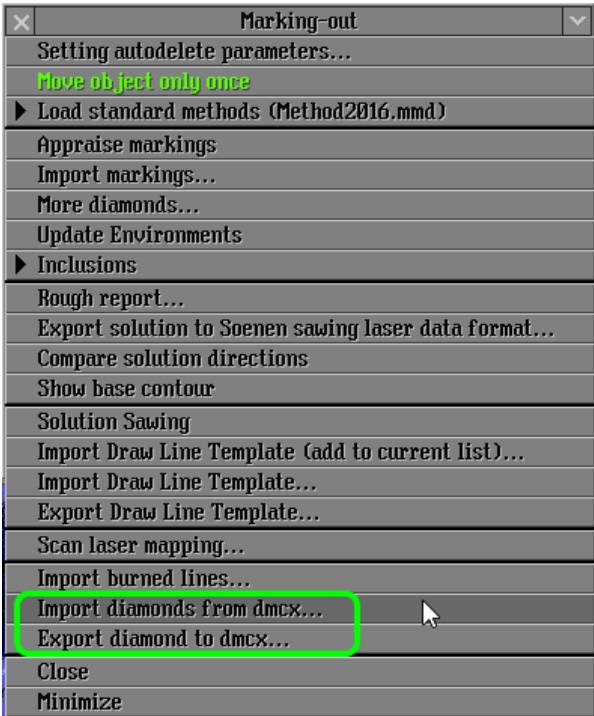 Marking-out
Setting autodelete parameters...
Move object only once
Load standard methods (Method2016.mmd)
Appraise markings
Import markings...
More diamonds...
Update Environments
Inclusions
Rough report...
Export solution to Soenen sawing laser data format...
Compare solution directions
Show base contour
Solution Sawing
Import Draw Line Template (add to current list)...
Import Draw Line Template...
Export Draw Line Template...
Scan laser mapping...
Import burned lines...
Import diamonds from dmcx...
Export diamond to dmcx...
Close
Minimize